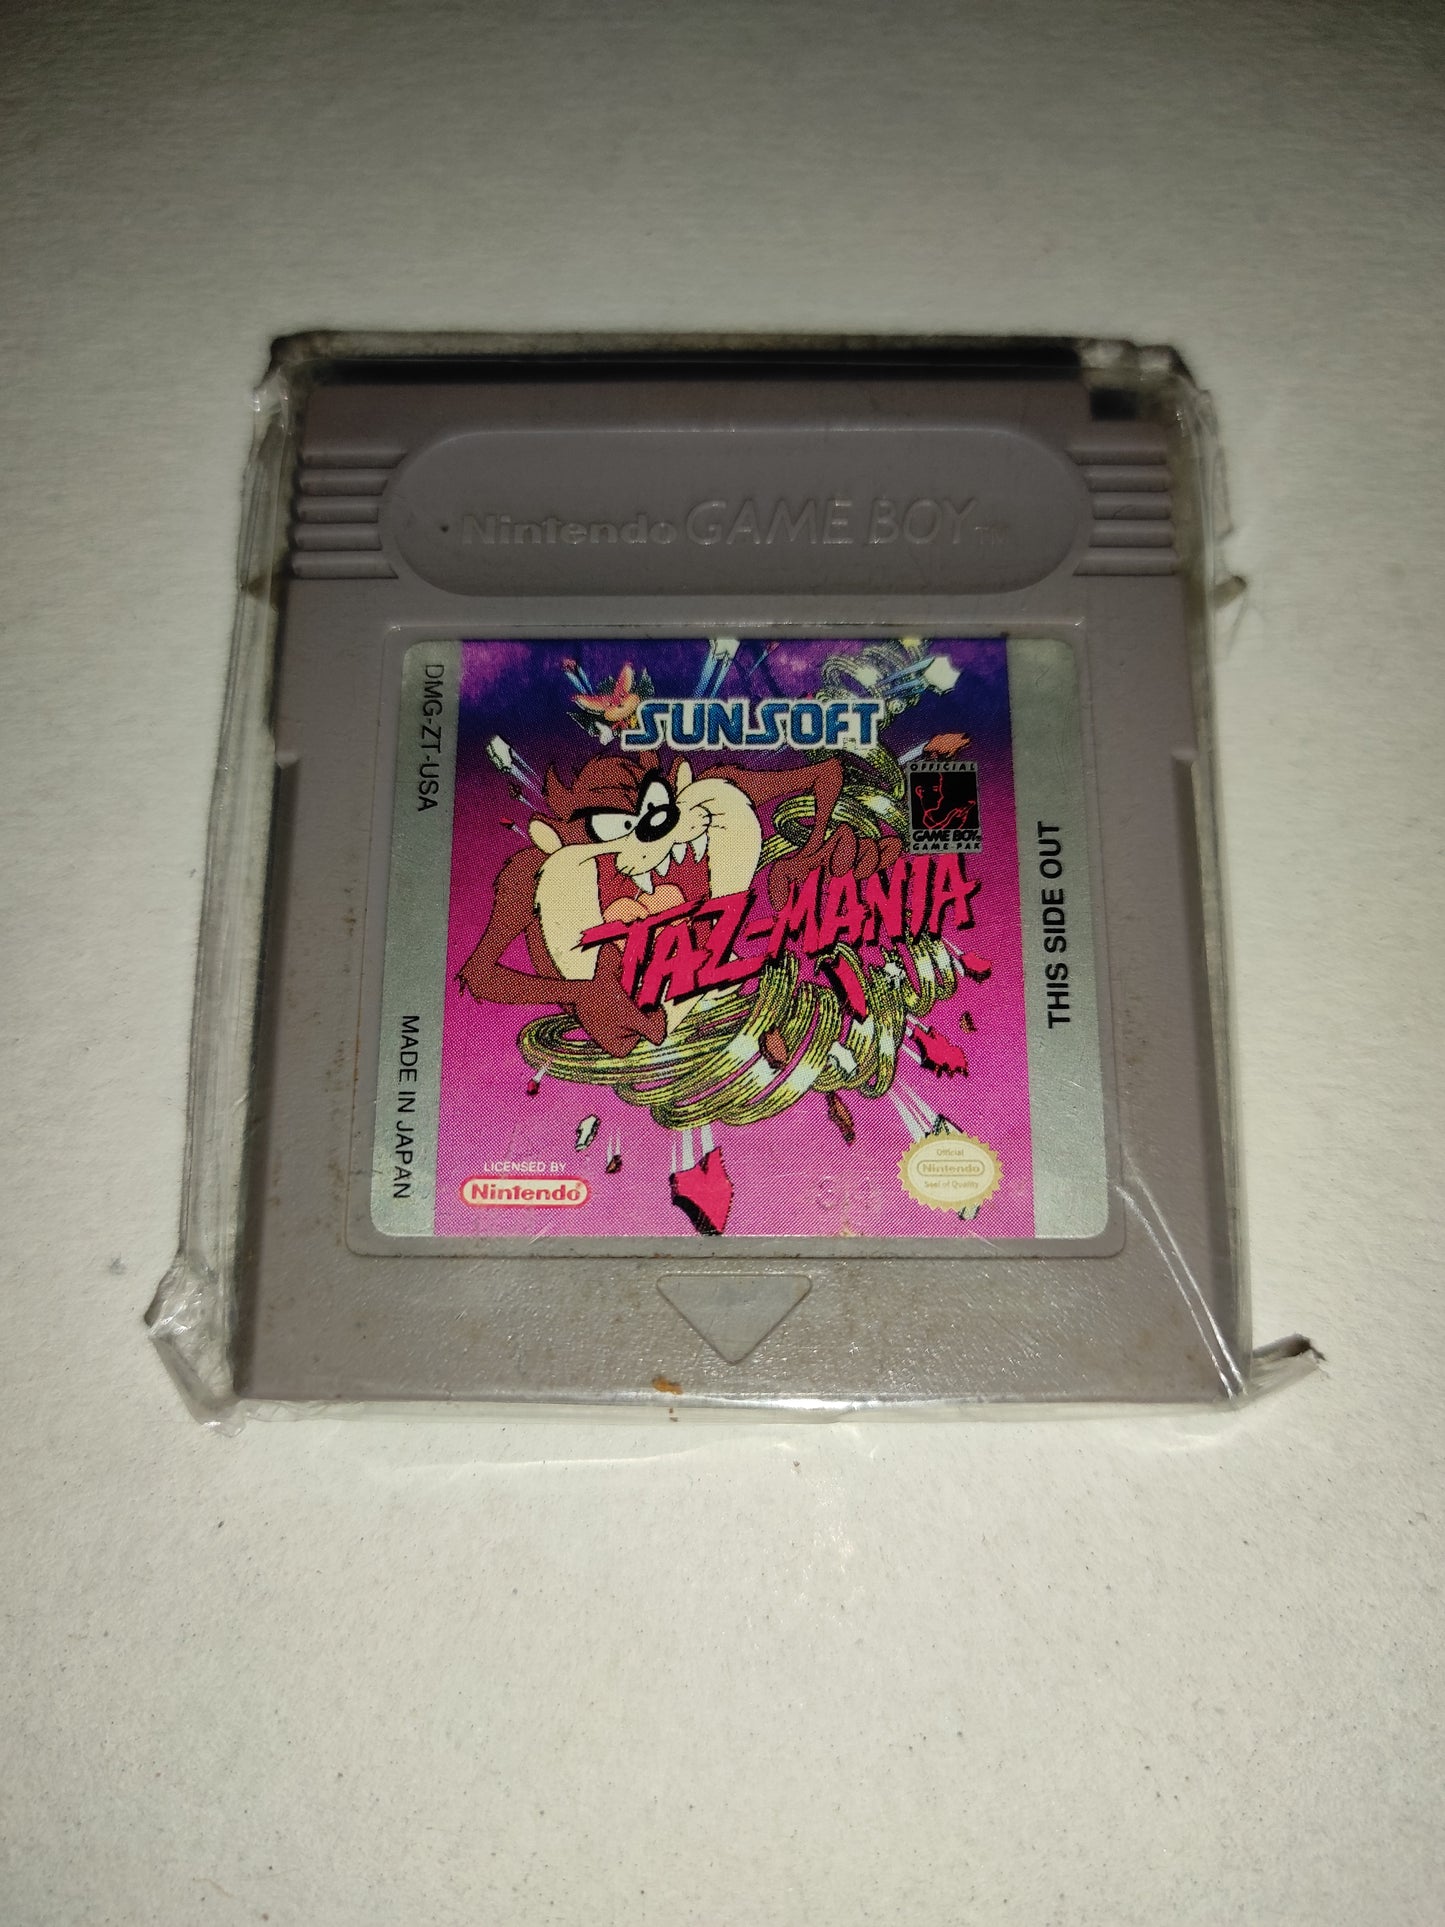 Nintendo GAME BOY™
DMG-ZT-USA
MADE IN JAPAN
SUNSOFT
OFFICIAL
GAME BOY
GAME PAK
TAZ-MANIA
THIS SIDE OUT
LICENSED BY
Nintendo
Official
Nintendo
Seal of Quality